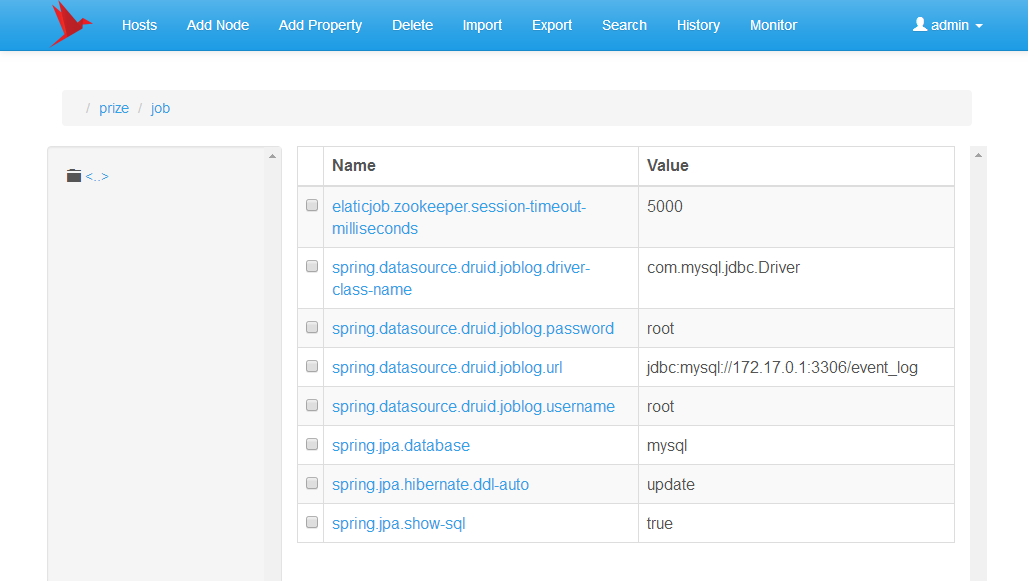 Hosts Add Node Add Property Delete Import Export Search History Monitor admin
/ prize / job
<..>
Name Value
elaticjob.zookeeper.session-timeout- 5000
milliseconds
spring.datasource.druid.joblog.driver- com.mysql.jdbc.Driver
class-name
spring.datasource.druid.joblog.password root
spring.datasource.druid.joblog.url jdbc:mysql://172.17.0.1:3306/event_log
spring.datasource.druid.joblog.username root
spring.jpa.database mysql
spring.jpa.hibernate.ddl-auto update
spring.jpa.show-sql true